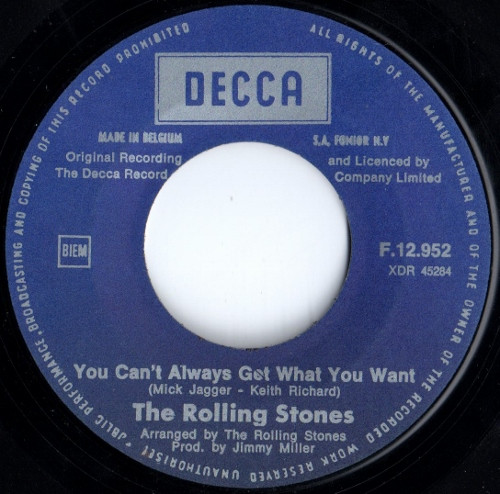 DECCA
MADE IN BELGIUM
S.A. FONIOR N.V
Original Recording
The Decca Record
and Licenced by
Company Limited
BIEM
F.12.952
XDR 45284
You Can't Always Get What You Want
(Mick Jagger - Keith Richard)
The Rolling Stones
Arranged by The Rolling Stones
Prod. by Jimmy Miller
ALL RIGHTS OF THE MANUFACTURER AND OF THE OWNER OF THE RECORDED WORK RESERVED UNAUTHORISED PUBLIC PERFORMANCE • BROADCASTING AND COPYING OF THIS RECORD PROHIBITED